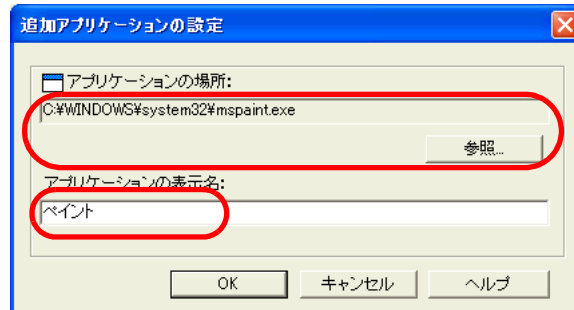 追加アプリケーションの設定
アプリケーションの場所:
C:¥WINDOWS¥system32¥mspaint.exe
参照...
アプリケーションの表示名:
ペイント
OK キャンセル ヘルプ